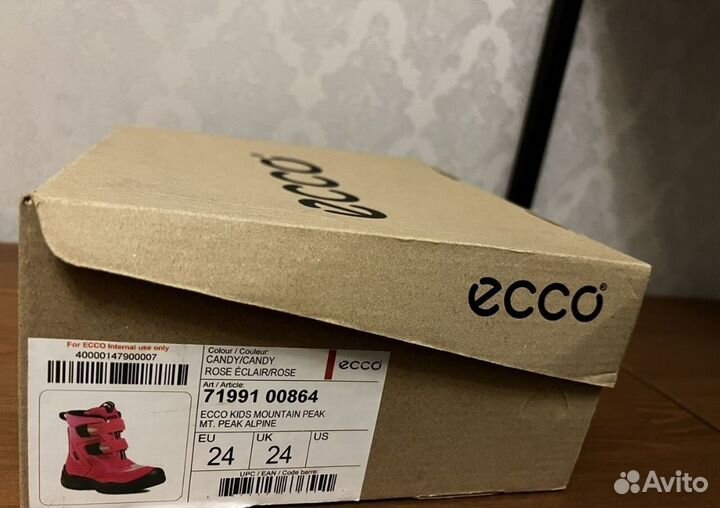 ecco
ecco®
For ECCO Internal use only
40000147900007
Colour / Couleur:
CANDY/CANDY
ROSE ÉCLAIR/ROSE
ecco
Art / Article:
71991 00864
ECCO KIDS MOUNTAIN PEAK
MT. PEAK ALPINE
EU UK US
24 24
UPC / EAN / Code barre:
Avito